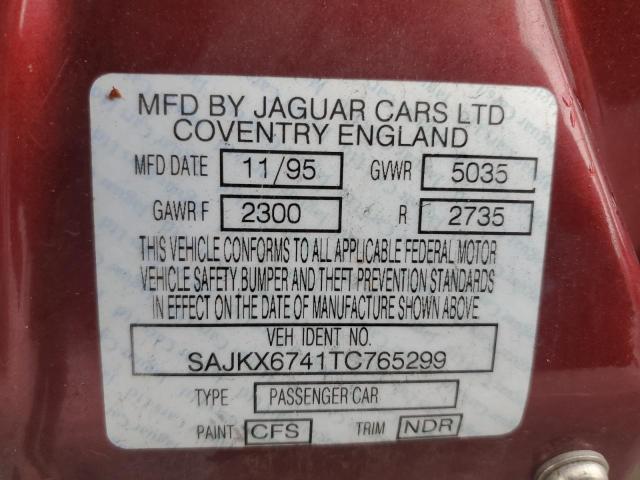 MFD BY JAGUAR CARS LTD
COVENTRY ENGLAND
MFD DATE 11/95 GVWR 5035
GAWR F 2300 R 2735
THIS VEHICLE CONFORMS TO ALL APPLICABLE FEDERAL MOTOR
VEHICLE SAFETY, BUMPER AND THEFT PREVENTION STANDARDS
IN EFFECT ON THE DATE OF MANUFACTURE SHOWN ABOVE
VEH IDENT NO.
SAJKX6741TC765299
TYPE PASSENGER CAR
PAINT CFS TRIM NDR